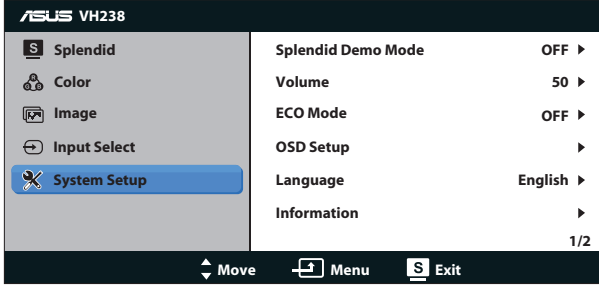 ASUS VH238
S Splendid
Color
Image
Input Select
System Setup
Splendid Demo Mode OFF
Volume 50
ECO Mode OFF
OSD Setup
Language English
Information
1/2
Move Menu S Exit